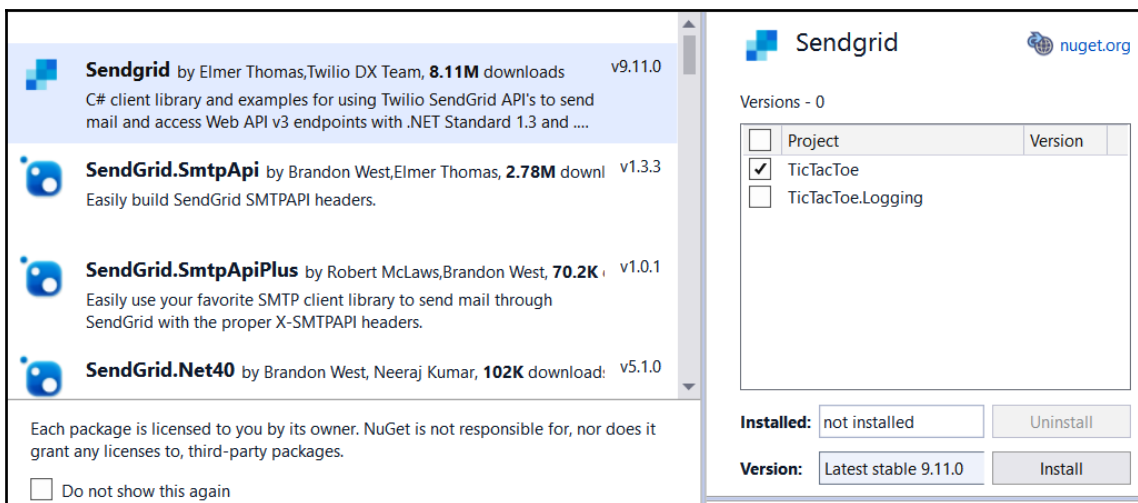 Sendgrid by Elmer Thomas,Twilio DX Team, 8.11M downloads v9.11.0
C# client library and examples for using Twilio SendGrid API's to send
mail and access Web API v3 endpoints with .NET Standard 1.3 and ....
SendGrid.SmtpApi by Brandon West,Elmer Thomas, 2.78M downl v1.3.3
Easily build SendGrid SMTPAPI headers.
SendGrid.SmtpApiPlus by Robert McLaws,Brandon West, 70.2K v1.0.1
Easily use your favorite SMTP client library to send mail through
SendGrid with the proper X-SMTPAPI headers.
SendGrid.Net40 by Brandon West, Neeraj Kumar, 102K download v5.1.0
Each package is licensed to you by its owner. NuGet is not responsible for, nor does it
grant any licenses to, third-party packages.
Do not show this again
Sendgrid nuget.org
Versions - 0
Project Version
TicTacToe
TicTacToe.Logging
Installed: not installed Uninstall
Version: Latest stable 9.11.0 Install